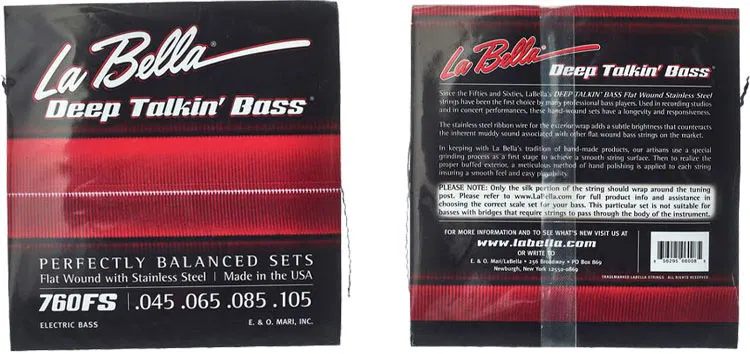 La Bella®
Deep Talkin' Bass®
PERFECTLY BALANCED SETS
Flat Wound with Stainless Steel | Made in the USA
760FS | .045 .065 .085 .105
ELECTRIC BASS
E. & O. MARI, INC.
La Bella®
Deep Talkin' Bass®
Since the Fifties and Sixties, LaBella's DEEP TALKIN' BASS Flat Wound Stainless Steel
strings have been the first choice by many professional bass players. Used in recording studios
and in concert performances, these hand-wound sets have a longevity and responsiveness.
The stainless steel ribbon wire for the exterior wrap adds a subtle brightness that counteracts
the inherent muddy sound associated with other flat wound bass strings on the market.
In keeping with La Bella's tradition of hand-made products, our artisans use a special
grinding process as a first stage to achieve a smooth string surface. Then to realize the
proper buffed exterior, a meticulous method of hand polishing is applied to each string
insuring a smooth feel and easy playability.
PLEASE NOTE: Only the silk portion of the string should wrap around the tuning
post. Please refer to www.LaBella.com for full product info and assistance in
choosing the correct scale set for your bass. This particular set is not suitable for
basses with bridges that require strings to pass through the body of the instrument.
FOR MORE INFORMATION AND TO SEE WHAT'S NEW VISIT US AT
www.labella.com
OR WRITE TO
E. & O. Mari/LaBella • 256 Broadway • PO Box 869
Newburgh, New York 12550-0869
TRADEMARKED LABELLA STRINGS · ALL RIGHTS RESERVED